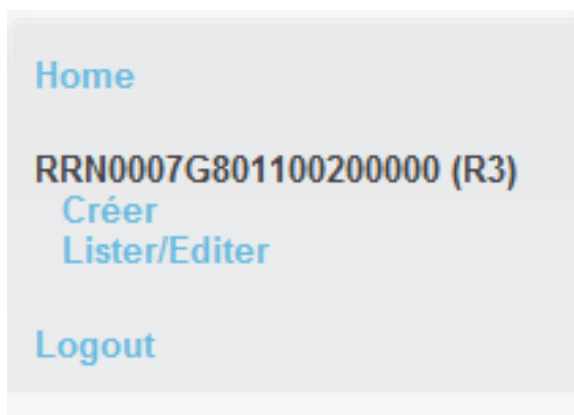 Home
RRN0007G801100200000 (R3)
Créer
Lister/Editer
Logout